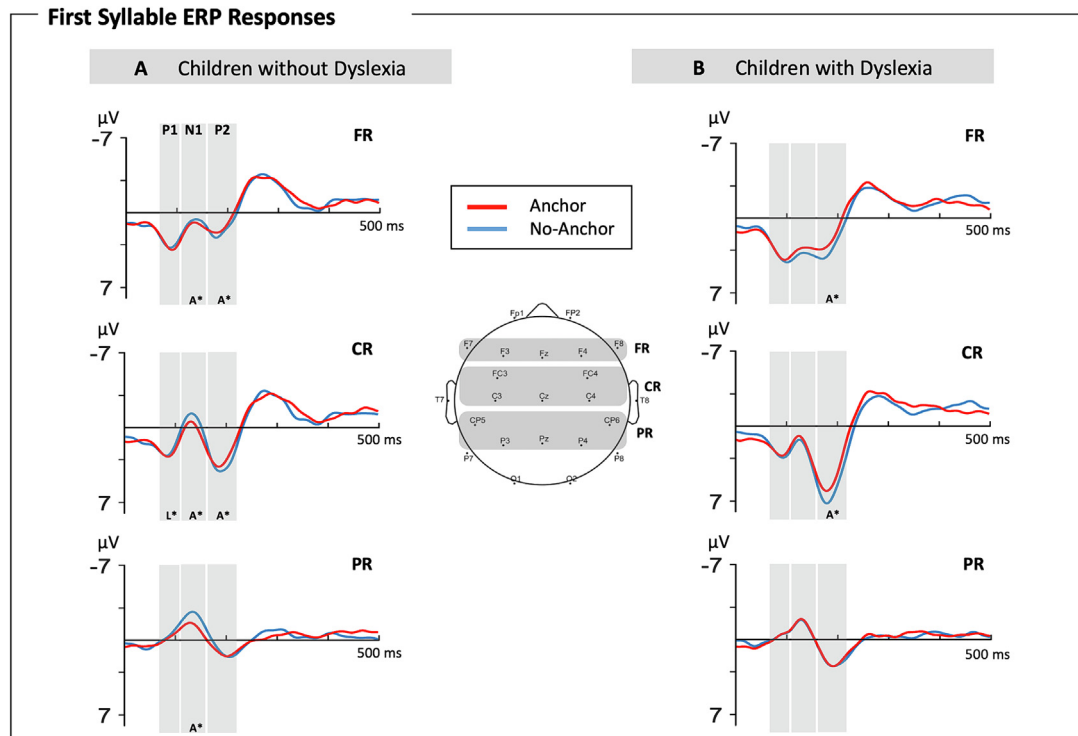 First Syllable ERP Responses
A Children without Dyslexia
B Children with Dyslexia
µV
-7
P1 N1 P2
FR
500 ms
7
A* A*
µV
-7
CR
500 ms
7
L* A* A*
µV
-7
PR
500 ms
7
A*
Anchor
No-Anchor
Fp1 FP2
F7 F8
F3 Fz F4
FR
FC3 FC4
CR
T7 C3 Cz C4 T8
CP5 CP6
PR
P3 Pz P4
P7 P8
O1 O2
µV
-7
FR
500 ms
7
A*
µV
-7
CR
500 ms
7
A*
µV
-7
PR
500 ms
7